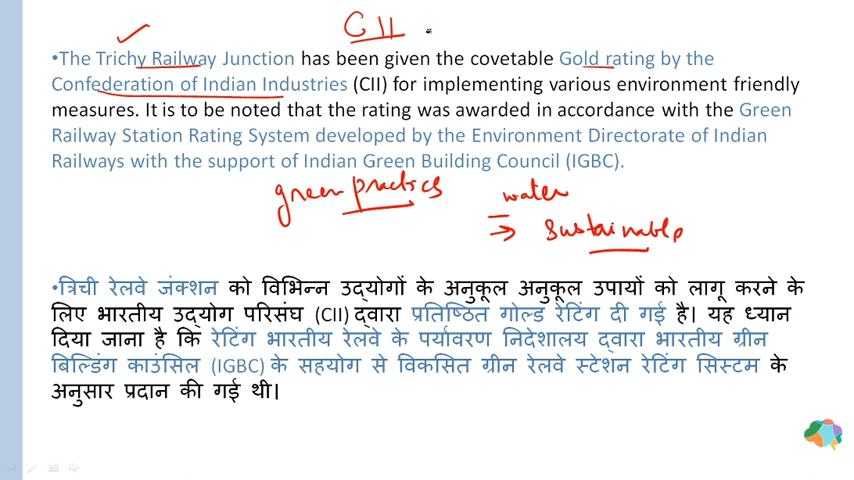 CII
•The Trichy Railway Junction has been given the covetable Gold rating by the
Confederation of Indian Industries (CII) for implementing various environment friendly
measures. It is to be noted that the rating was awarded in accordance with the Green
Railway Station Rating System developed by the Environment Directorate of Indian
Railways with the support of Indian Green Building Council (IGBC).
green practices
water
⇒ sustainable
•त्रिची रेलवे जंक्शन को विभिन्न उद्योगों के अनुकूल अनुकूल उपायों को लागू करने के
लिए भारतीय उद्योग परिसंघ (CII) द्वारा प्रतिष्ठित गोल्ड रेटिंग दी गई है। यह ध्यान
दिया जाना है कि रेटिंग भारतीय रेलवे के पर्यावरण निदेशालय द्वारा भारतीय ग्रीन
बिल्डिंग काउंसिल (IGBC) के सहयोग से विकसित ग्रीन रेलवे स्टेशन रेटिंग सिस्टम के
अनुसार प्रदान की गई थी।